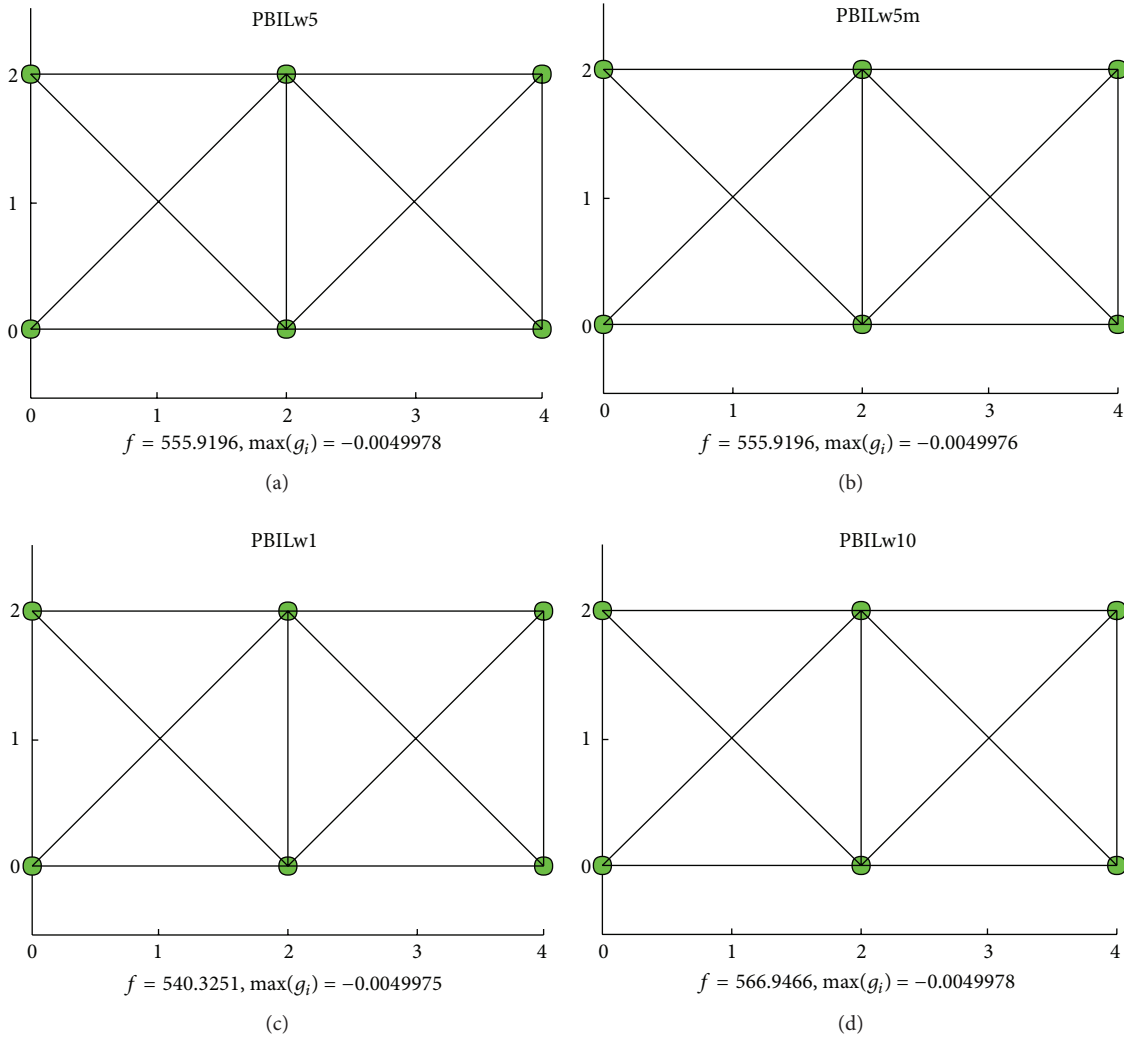 PBILw5
2
1
0
0 1 2 3 4
f = 555.9196, max(g_i) = −0.0049978
(a)
PBILw5m
2
1
0
0 1 2 3 4
f = 555.9196, max(g_i) = −0.0049976
(b)
PBILw1
2
1
0
0 1 2 3 4
f = 540.3251, max(g_i) = −0.0049975
(c)
PBILw10
2
1
0
0 1 2 3 4
f = 566.9466, max(g_i) = −0.0049978
(d)